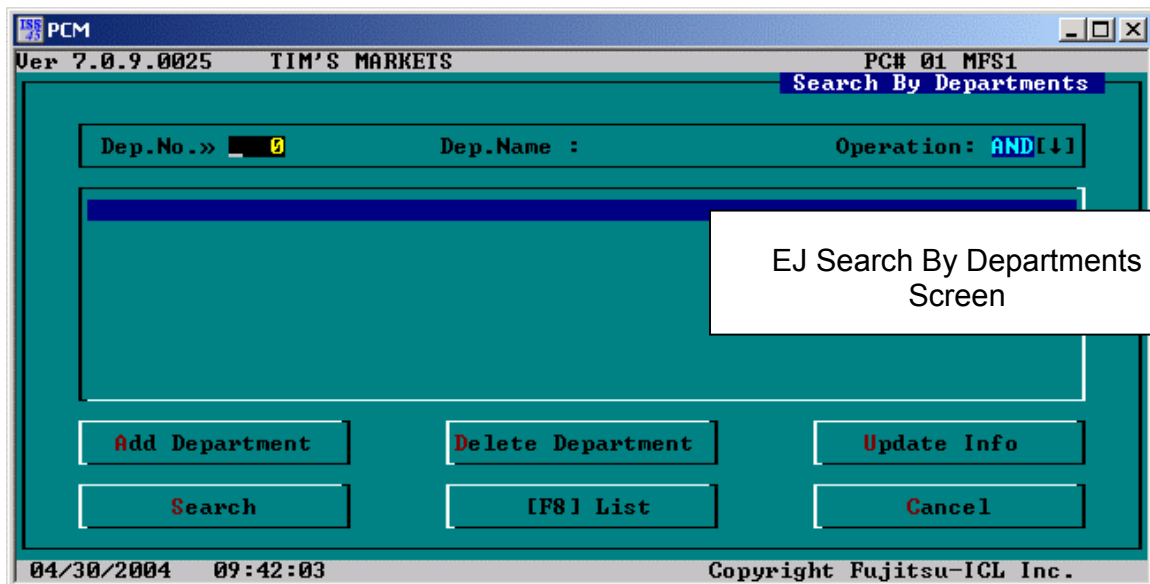 ISS 45 PCM
Ver 7.0.9.0025 TIM'S MARKETS PC# 01 MFS1
Search By Departments
Dep.No.» 0 Dep.Name : Operation: AND[↓]
EJ Search By Departments
Screen
Add Department Delete Department Update Info
Search [F8] List Cancel
04/30/2004 09:42:03 Copyright Fujitsu-ICL Inc.